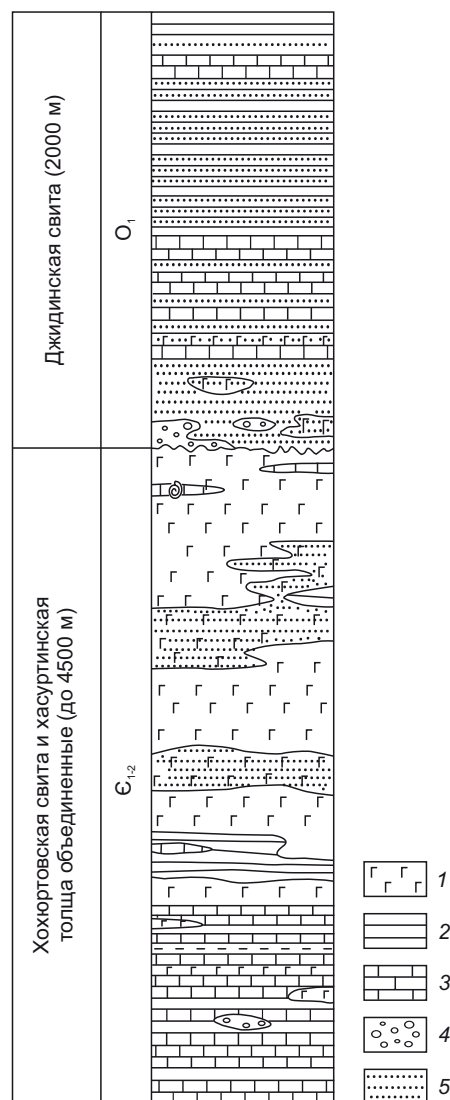 Джидинская свита (2000 м)
O1
Хохюртовская свита и хасуртинская
толща объединенные (до 4500 м)
Є1-2
1
2
3
4
5